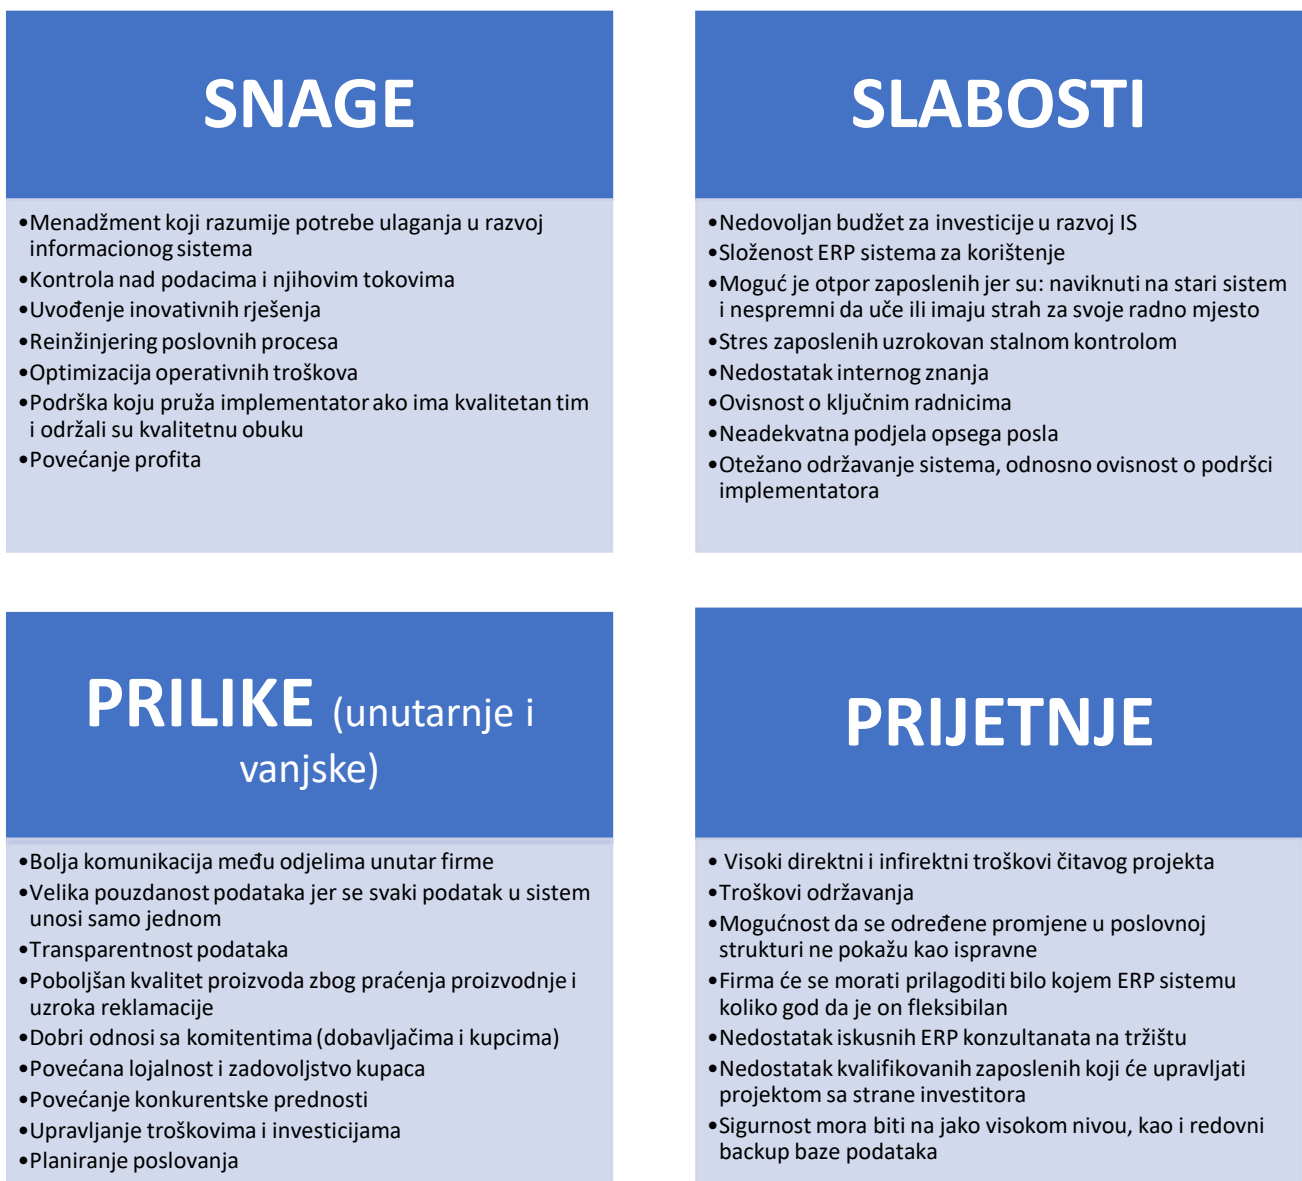 SNAGE
•Menadžment koji razumije potrebe ulaganja u razvoj
informacionog sistema
•Kontrola nad podacima i njihovim tokovima
•Uvođenje inovativnih rješenja
•Reinžinjering poslovnih procesa
•Optimizacija operativnih troškova
•Podrška koju pruža implementator ako ima kvalitetan tim
i održali su kvalitetnu obuku
•Povećanje profita
SLABOSTI
•Nedovoljan budžet za investicije u razvoj IS
•Složenost ERP sistema za korištenje
•Moguć je otpor zaposlenih jer su: naviknuti na stari sistem
i nespremni da uče ili imaju strah za svoje radno mjesto
•Stres zaposlenih uzrokovan stalnom kontrolom
•Nedostatak internog znanja
•Ovisnost o ključnim radnicima
•Neadekvatna podjela opsega posla
•Otežano održavanje sistema, odnosno ovisnost o podršci
implementatora
PRILIKE (unutarnje i
vanjske)
•Bolja komunikacija među odjelima unutar firme
•Velika pouzdanost podataka jer se svaki podatak u sistem
unosi samo jednom
•Transparentnost podataka
•Poboljšan kvalitet proizvoda zbog praćenja proizvodnje i
uzroka reklamacije
•Dobri odnosi sa komitentima (dobavljačima i kupcima)
•Povećana lojalnost i zadovoljstvo kupaca
•Povećanje konkurentske prednosti
•Upravljanje troškovima i investicijama
•Planiranje poslovanja
PRIJETNJE
• Visoki direktni i infirektni troškovi čitavog projekta
•Troškovi održavanja
•Mogućnost da se određene promjene u poslovnoj
strukturi ne pokažu kao ispravne
•Firma će se morati prilagoditi bilo kojem ERP sistemu
koliko god da je on fleksibilan
•Nedostatak iskusnih ERP konzultanata na tržištu
•Nedostatak kvalifikovanih zaposlenih koji će upravljati
projektom sa strane investitora
•Sigurnost mora biti na jako visokom nivou, kao i redovni
backup baze podataka